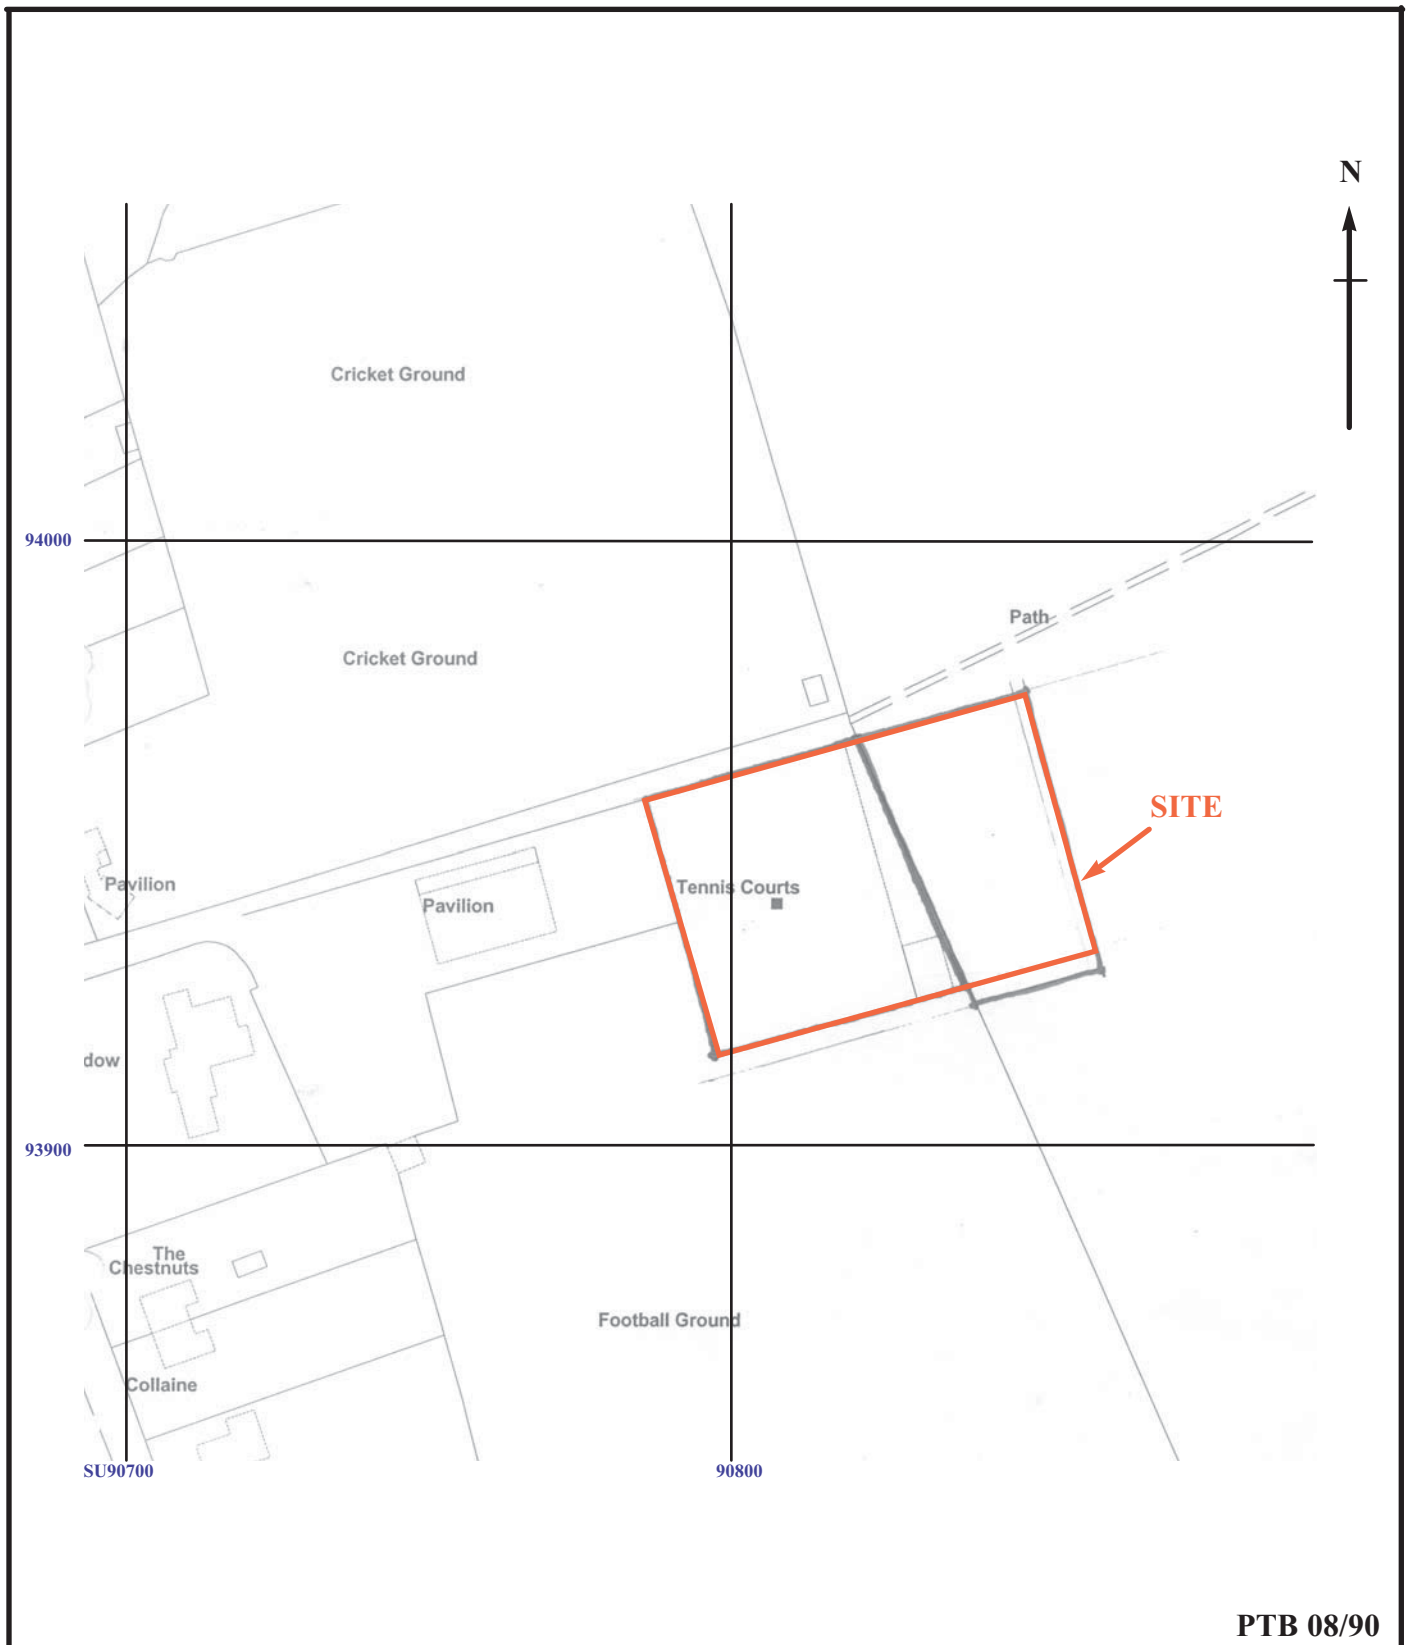 N
Cricket Ground
94000
Path
Cricket Ground
SITE
Pavilion
Tennis Courts
Pavilion
dow
93900
The
Chestnuts
Football Ground
Collaine
SU90700
90800
PTB 08/90